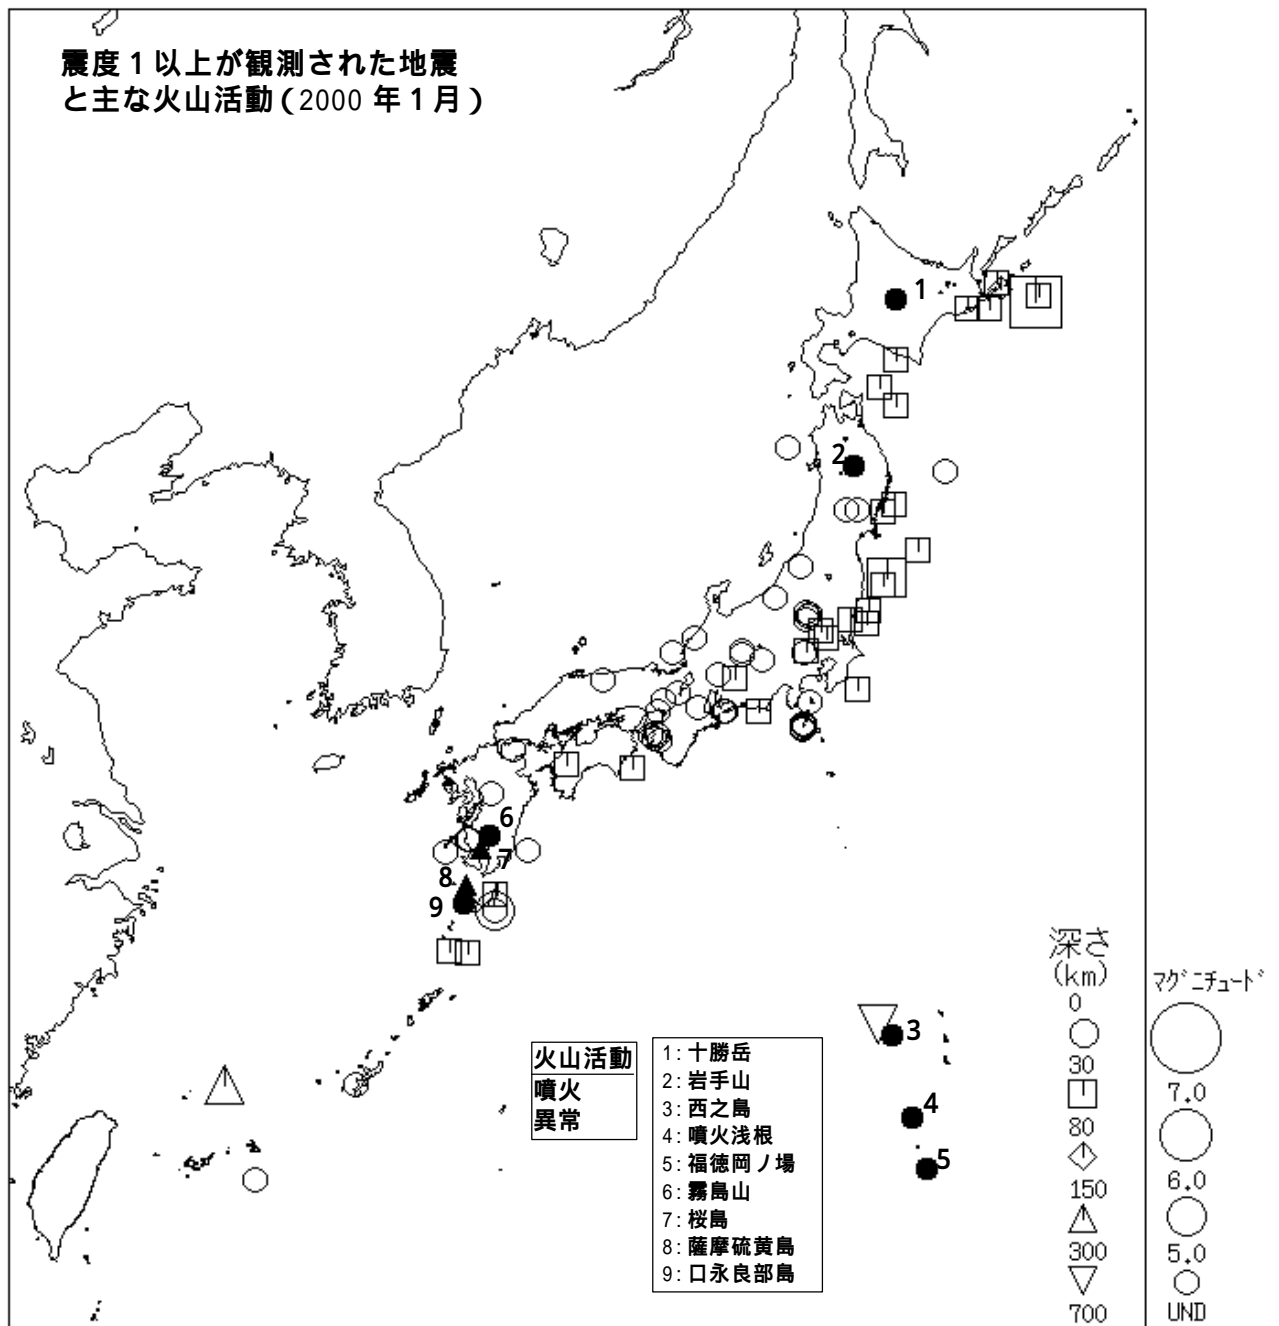 震度1以上が観測された地震
と主な火山活動(2000年1月)
1
2
6
7
8
9
3
4
5
火山活動
噴火
異常
1:十勝岳
2:岩手山
3:西之島
4:噴火浅根
5:福徳岡ノ場
6:霧島山
7:桜島
8:薩摩硫黄島
9:口永良部島
深さ
(km)
0
30
80
150
300
700
マグニチュード
7.0
6.0
5.0
UND